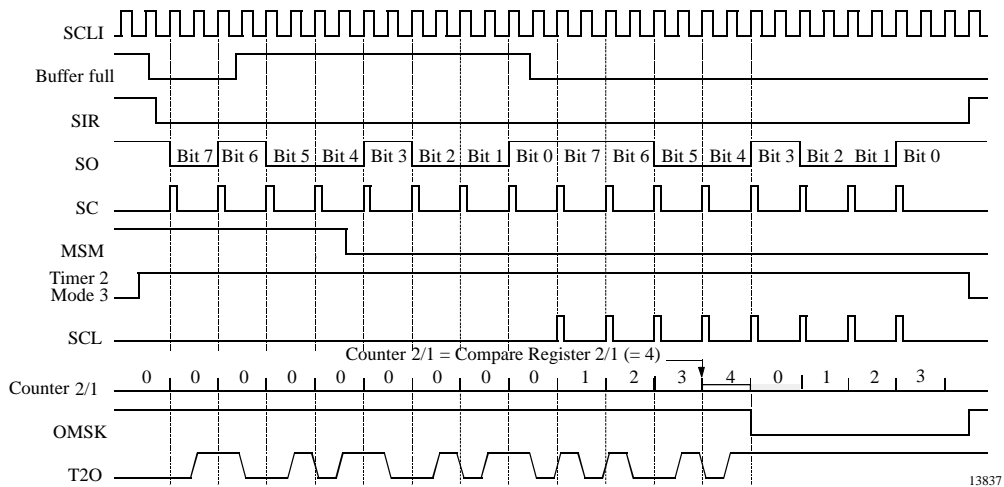 SCLI
Buffer full
SIR
SO Bit 7 Bit 6 Bit 5 Bit 4 Bit 3 Bit 2 Bit 1 Bit 0 Bit 7 Bit 6 Bit 5 Bit 4 Bit 3 Bit 2 Bit 1 Bit 0
SC
MSM
Timer 2
Mode 3
SCL
Counter 2/1 = Compare Register 2/1 (= 4)
Counter 2/1 0 0 0 0 0 0 0 0 0 1 2 3 4 0 1 2 3
OMSK
T2O
13837